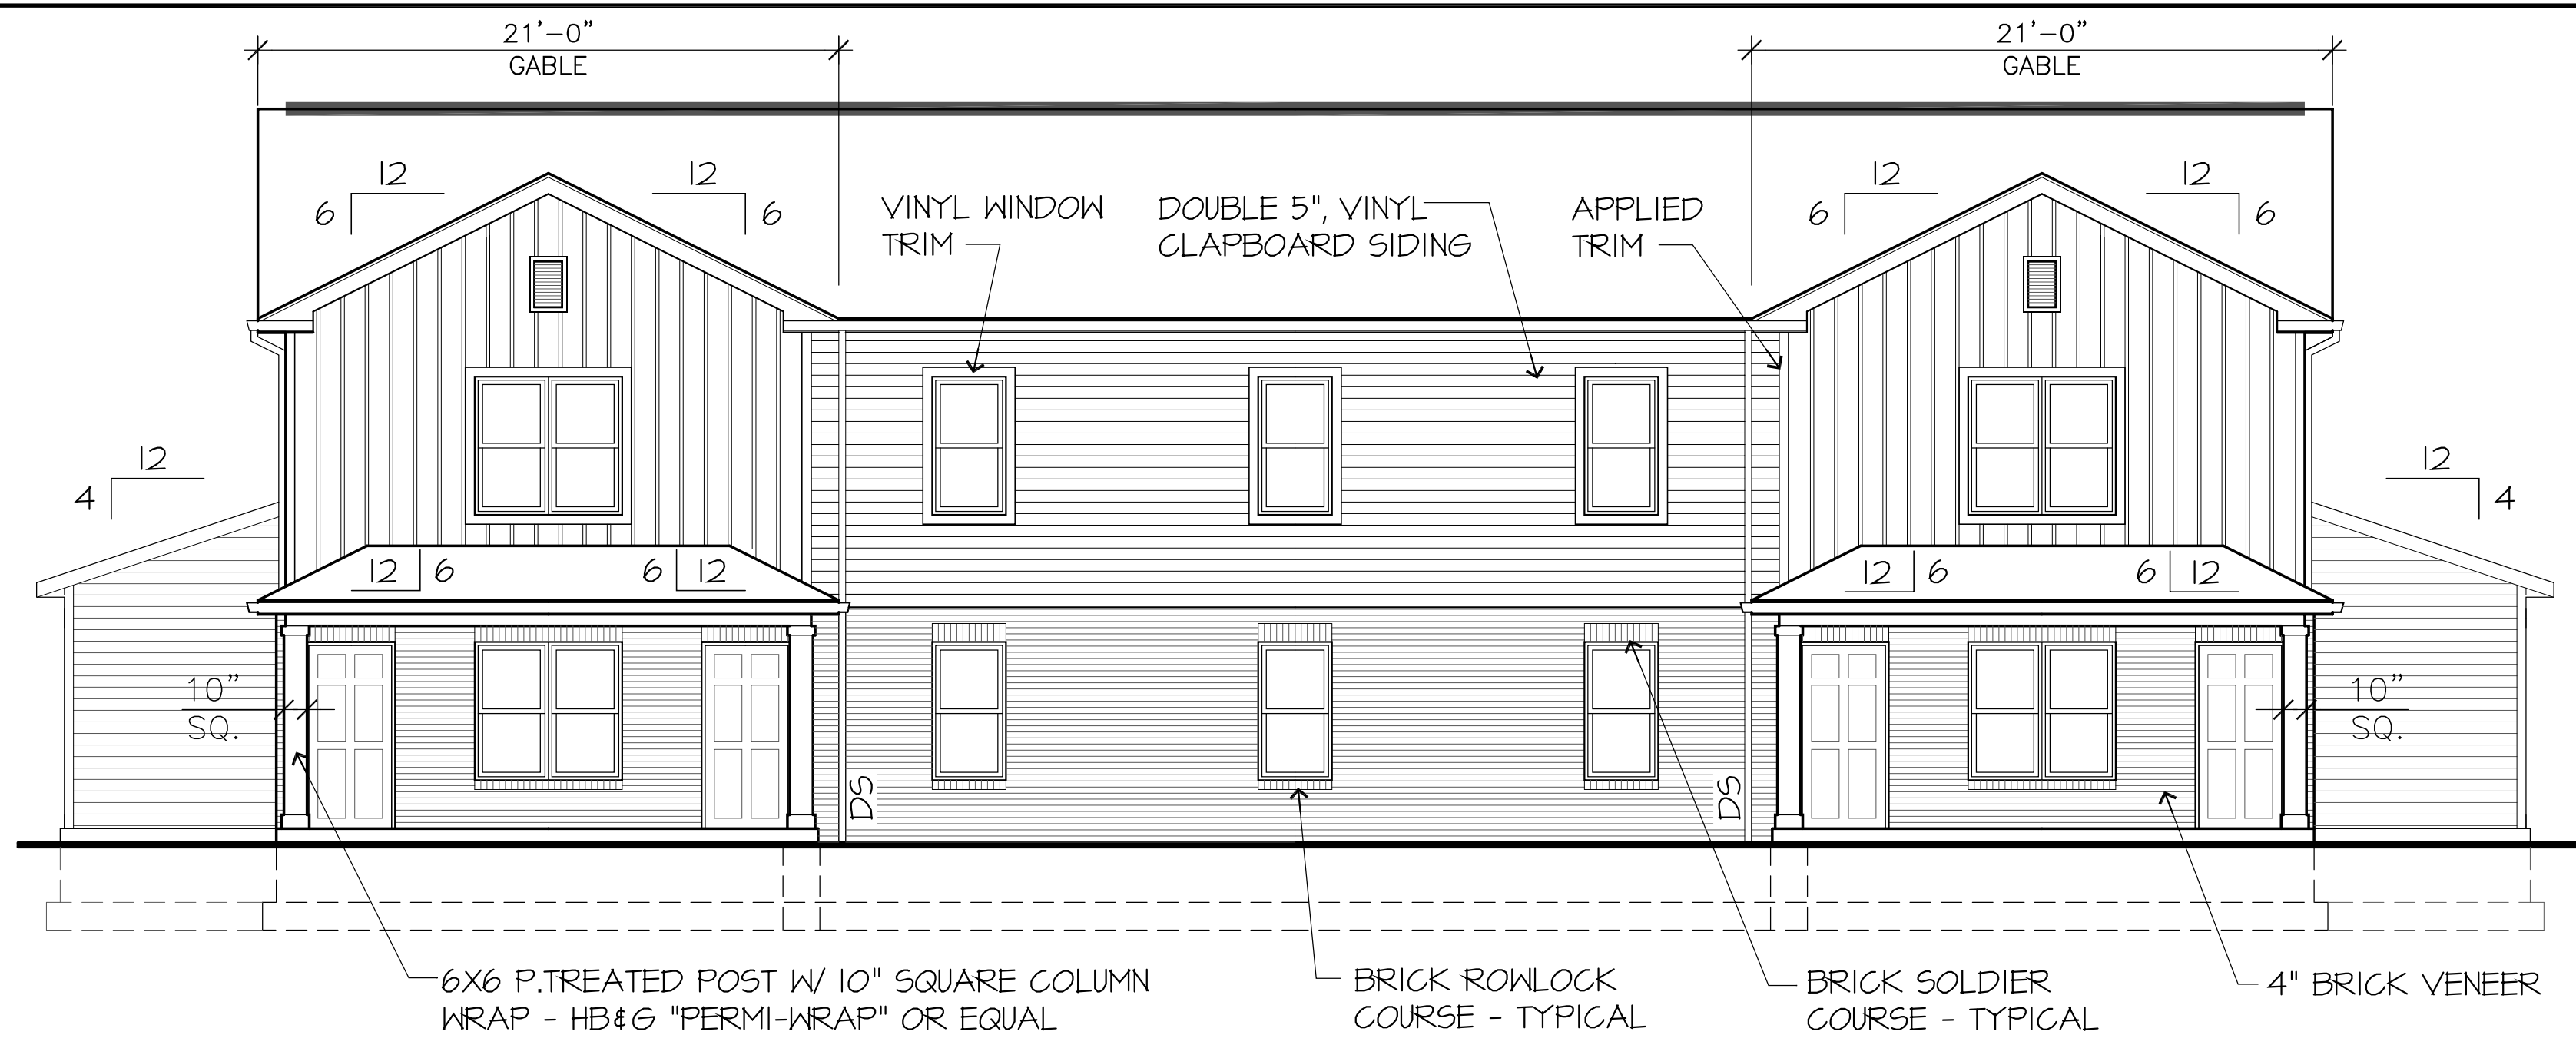 21'-0"
GABLE
21'-0"
GABLE
12
6
12
6
VINYL WINDOW
TRIM
DOUBLE 5", VINYL
CLAPBOARD SIDING
APPLIED
TRIM
12
6
12
6
12
4
12
4
12
6
6
12
12
6
6
12
10"
SQ.
10"
SQ.
DS
DS
6X6 P.TREATED POST W/ 10" SQUARE COLUMN
WRAP - HB&G "PERMI-WRAP" OR EQUAL
BRICK ROWLOCK
COURSE - TYPICAL
BRICK SOLDIER
COURSE - TYPICAL
4" BRICK VENEER